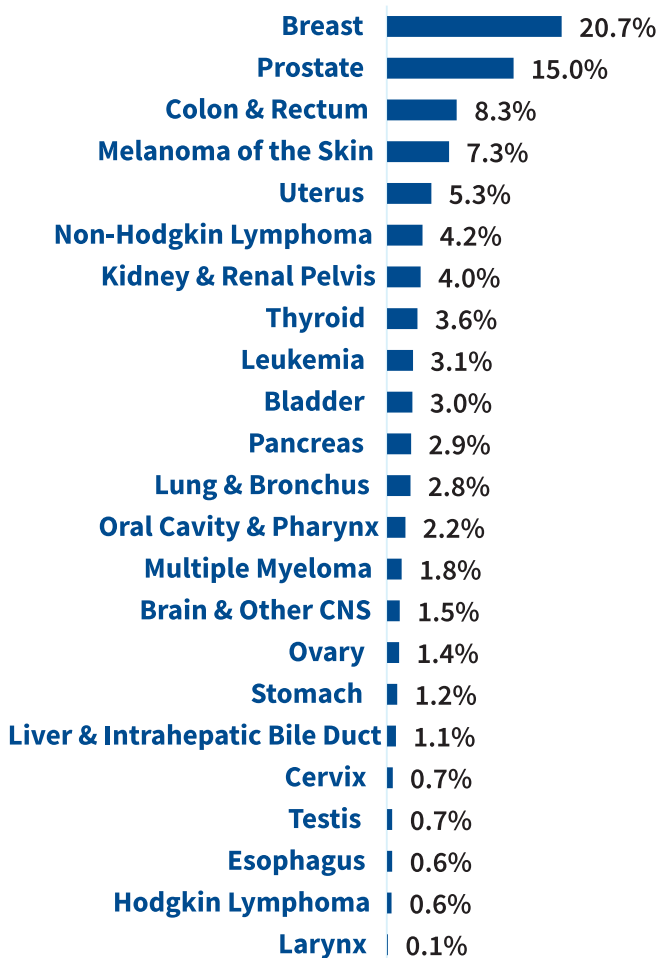 Breast 20.7%
Prostate 15.0%
Colon & Rectum 8.3%
Melanoma of the Skin 7.3%
Uterus 5.3%
Non-Hodgkin Lymphoma 4.2%
Kidney & Renal Pelvis 4.0%
Thyroid 3.6%
Leukemia 3.1%
Bladder 3.0%
Pancreas 2.9%
Lung & Bronchus 2.8%
Oral Cavity & Pharynx 2.2%
Multiple Myeloma 1.8%
Brain & Other CNS 1.5%
Ovary 1.4%
Stomach 1.2%
Liver & Intrahepatic Bile Duct 1.1%
Cervix 0.7%
Testis 0.7%
Esophagus 0.6%
Hodgkin Lymphoma 0.6%
Larynx 0.1%